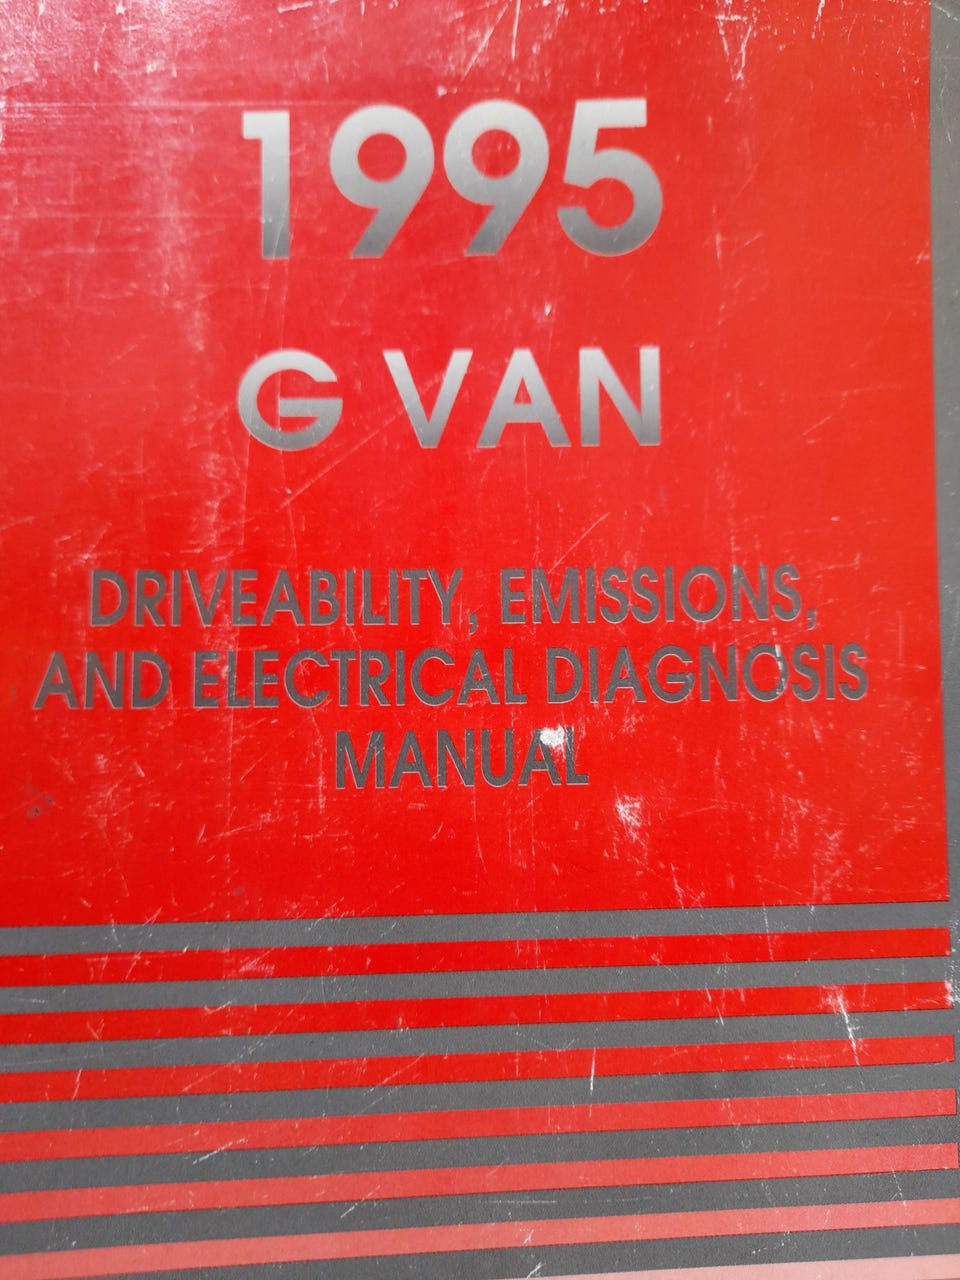 1995
G VAN
DRIVEABILITY, EMISSIONS,
AND ELECTRICAL DIAGNOSIS
MANUAL